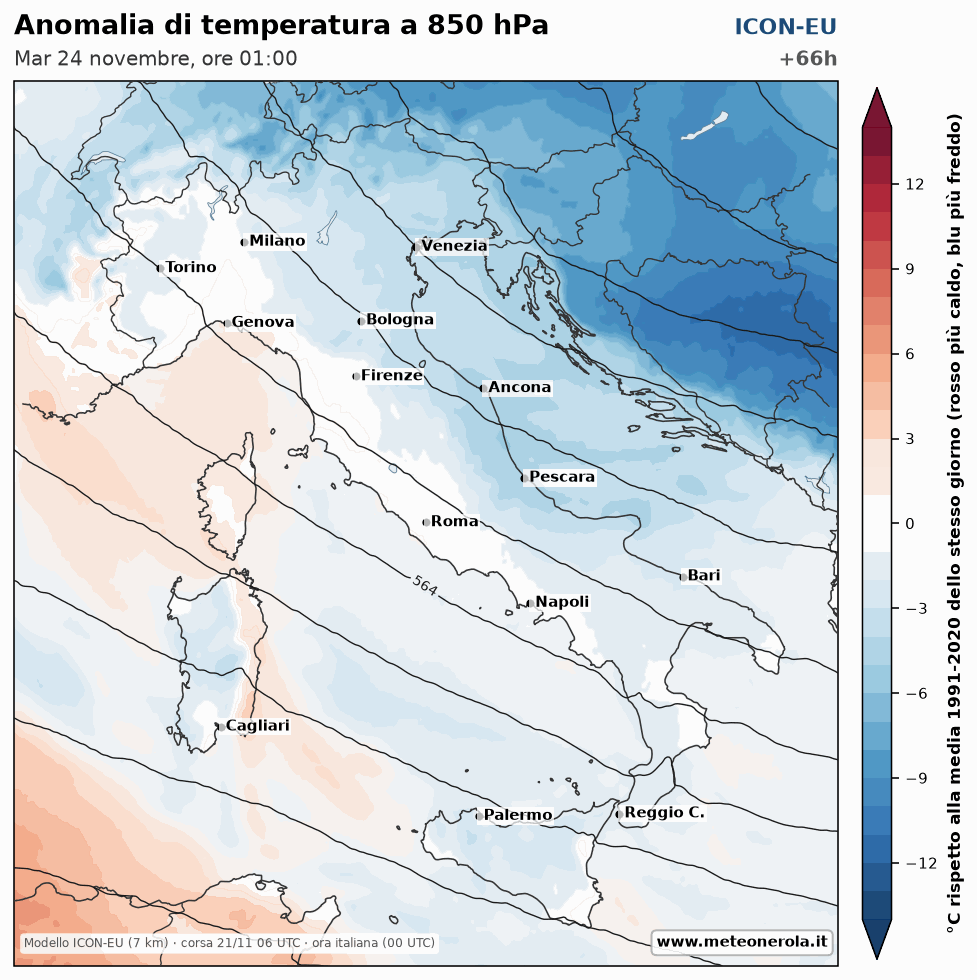 Anomalia di temperatura a 850 hPa
ICON-EU
Mar 24 novembre, ore 01:00
+66h
Milano
Venezia
Torino
Genova
Bologna
Firenze
Ancona
Pescara
Roma
564
Bari
Napoli
Cagliari
Palermo
Reggio C.
Modello ICON-EU (7 km) · corsa 21/11 06 UTC · ora italiana (00 UTC)
www.meteonerola.it
12
9
6
3
0
−3
−6
−9
−12
°C rispetto alla media 1991-2020 dello stesso giorno (rosso più caldo, blu più freddo)